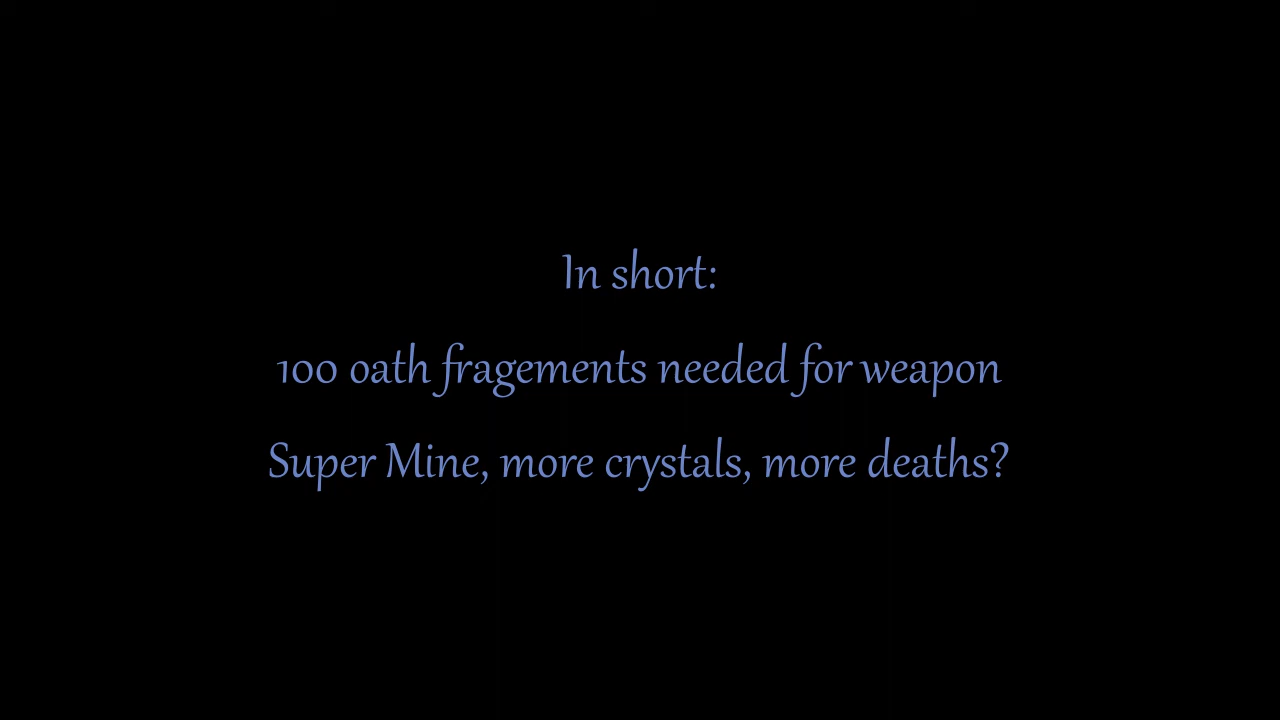 In short:
100 oath fragements needed for weapon
Super Mine, more crystals, more deaths?